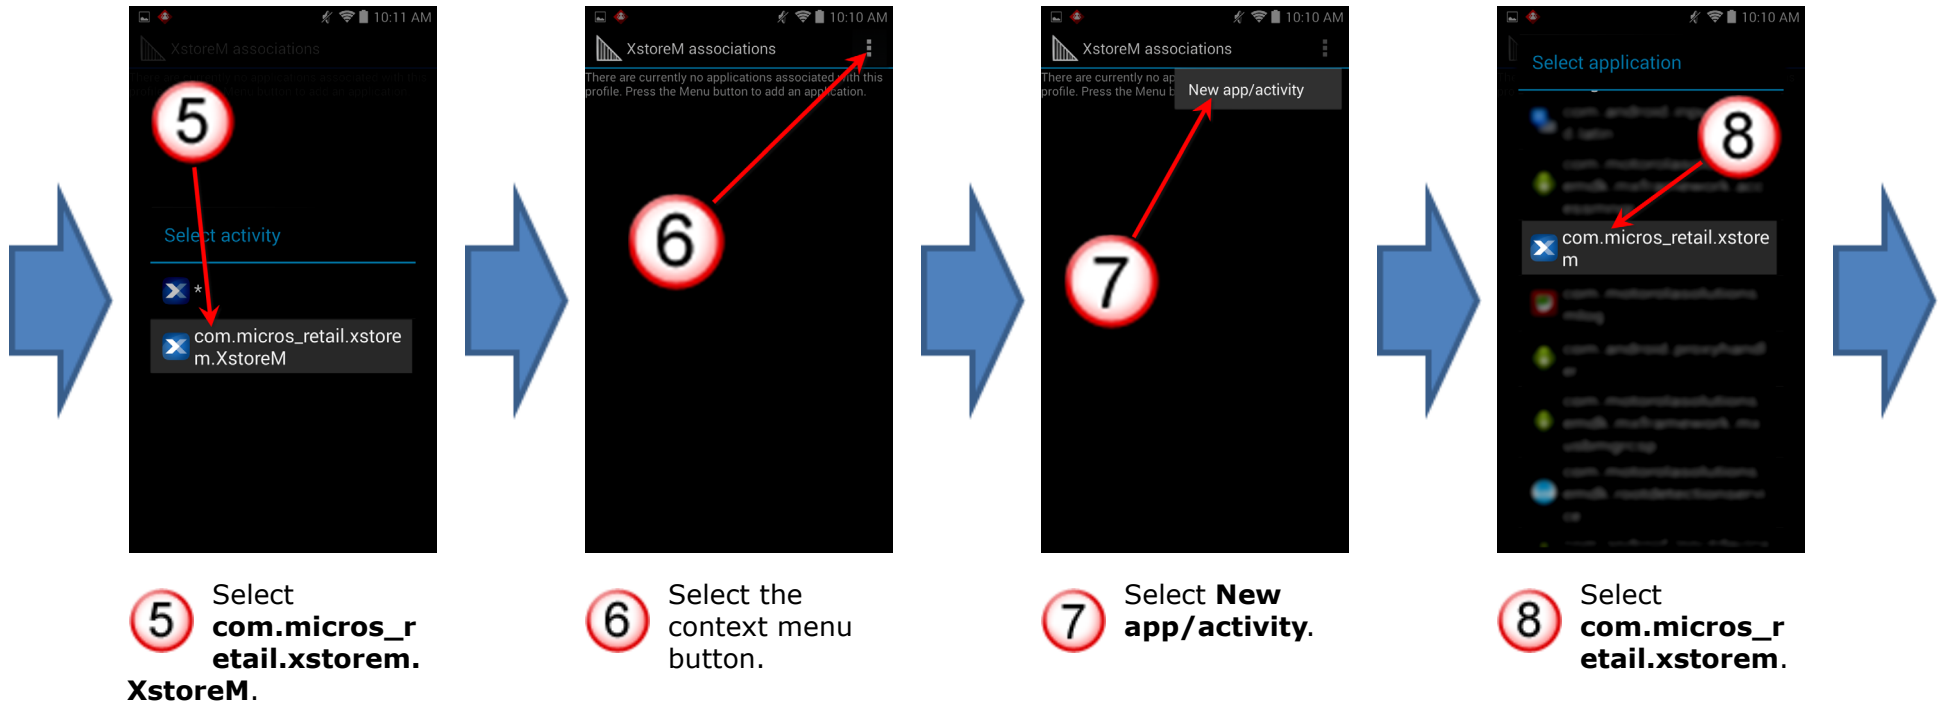 10:11 AM
XstoreM associations
5
Select activity
*
com.micros_retail.xstore
m.XstoreM
5 Select
com.micros_r
etail.xstorem.
XstoreM.
10:10 AM
XstoreM associations
There are currently no applications associated with this
profile. Press the Menu button to add an application.
6
6 Select the
context menu
button.
10:10 AM
XstoreM associations
There are currently no ap
profile. Press the Menu b
New app/activity
7
7 Select New
app/activity.
10:10 AM
Select application
8
com.micros_retail.xstore
m
8 Select
com.micros_r
etail.xstorem.